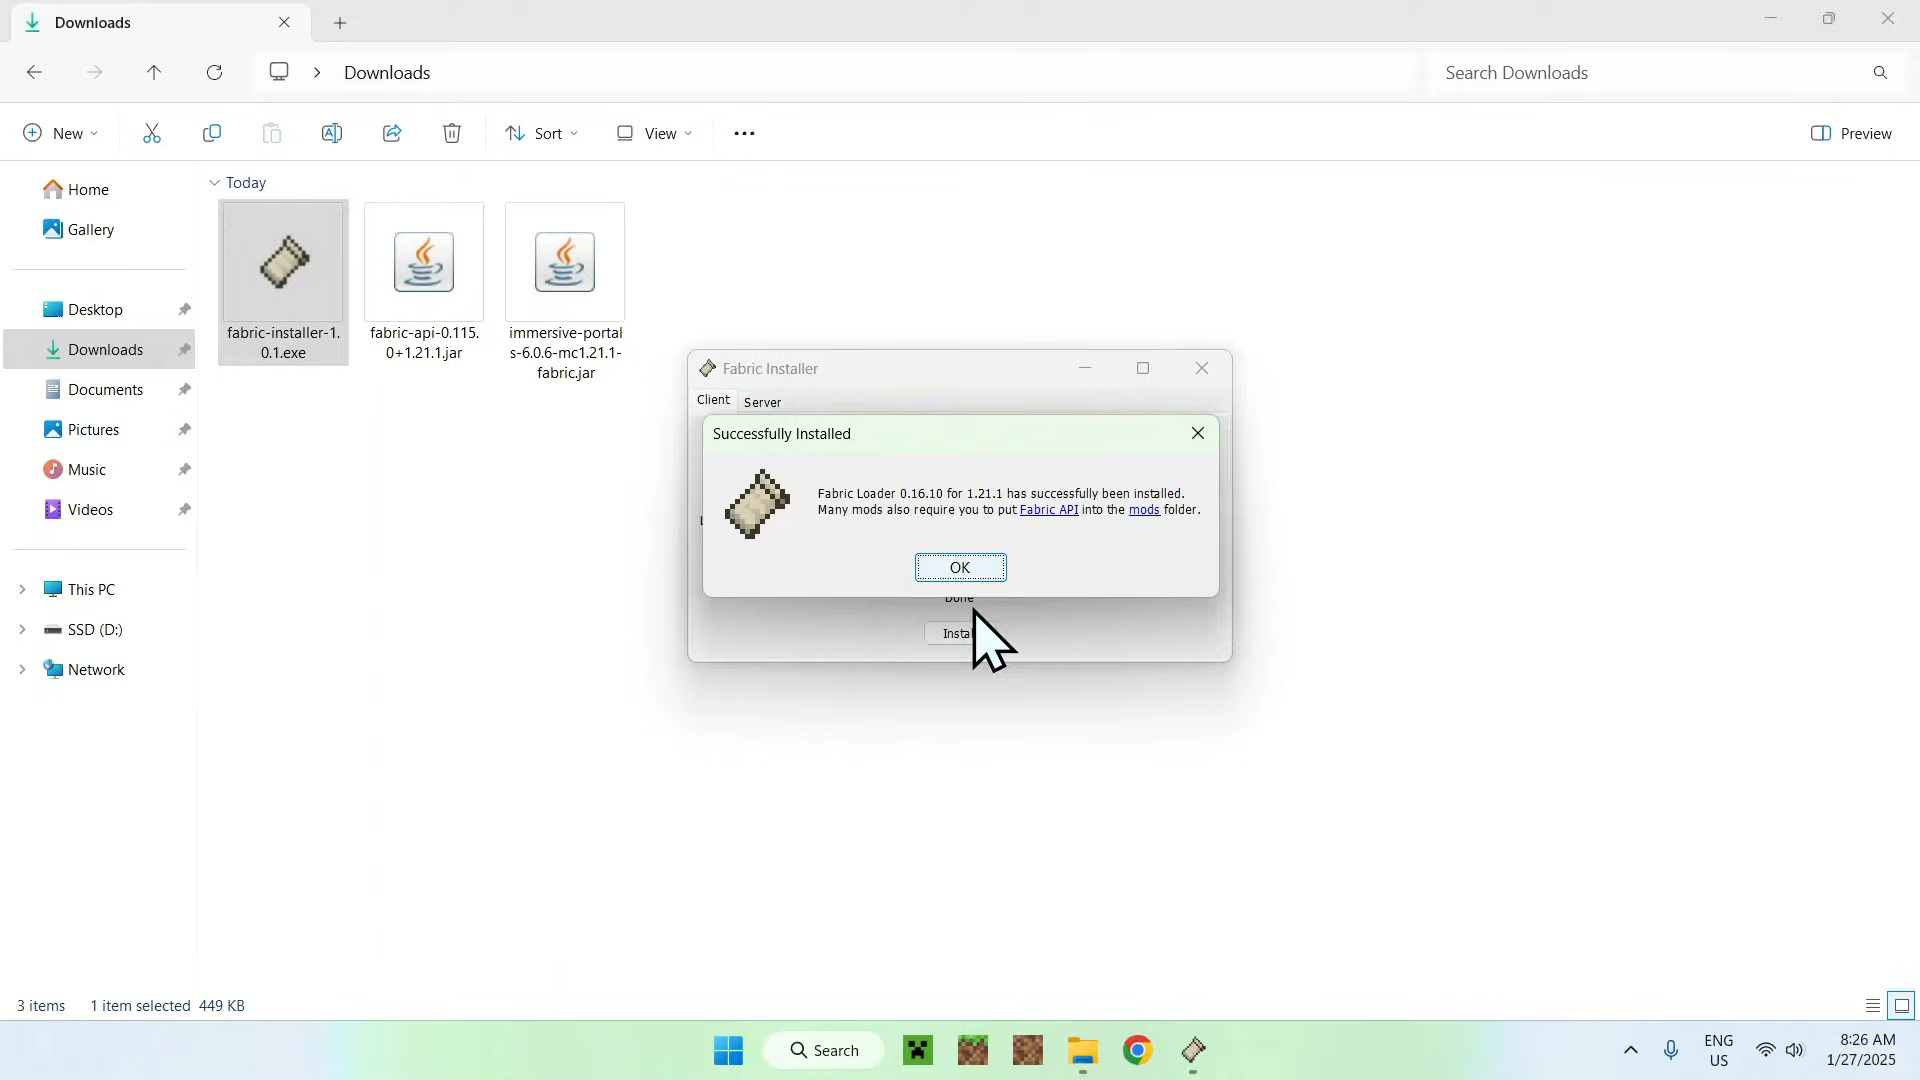 Downloads
Downloads
Search Downloads
New
Sort
View
Preview
Home
Gallery
Desktop
Downloads
Documents
Pictures
Music
Videos
This PC
SSD (D:)
Network
Today
fabric-installer-1.
0.1.exe
fabric-api-0.115.
0+1.21.1.jar
immersive-portal
s-6.0.6-mc1.21.1-
fabric.jar
Fabric Installer
Client
Server
Successfully Installed
Fabric Loader 0.16.10 for 1.21.1 has successfully been installed.
Many mods also require you to put Fabric API into the mods folder.
OK
Done
3 items
1 item selected 449 KB
Search
ENG
US
8:26 AM
1/27/2025